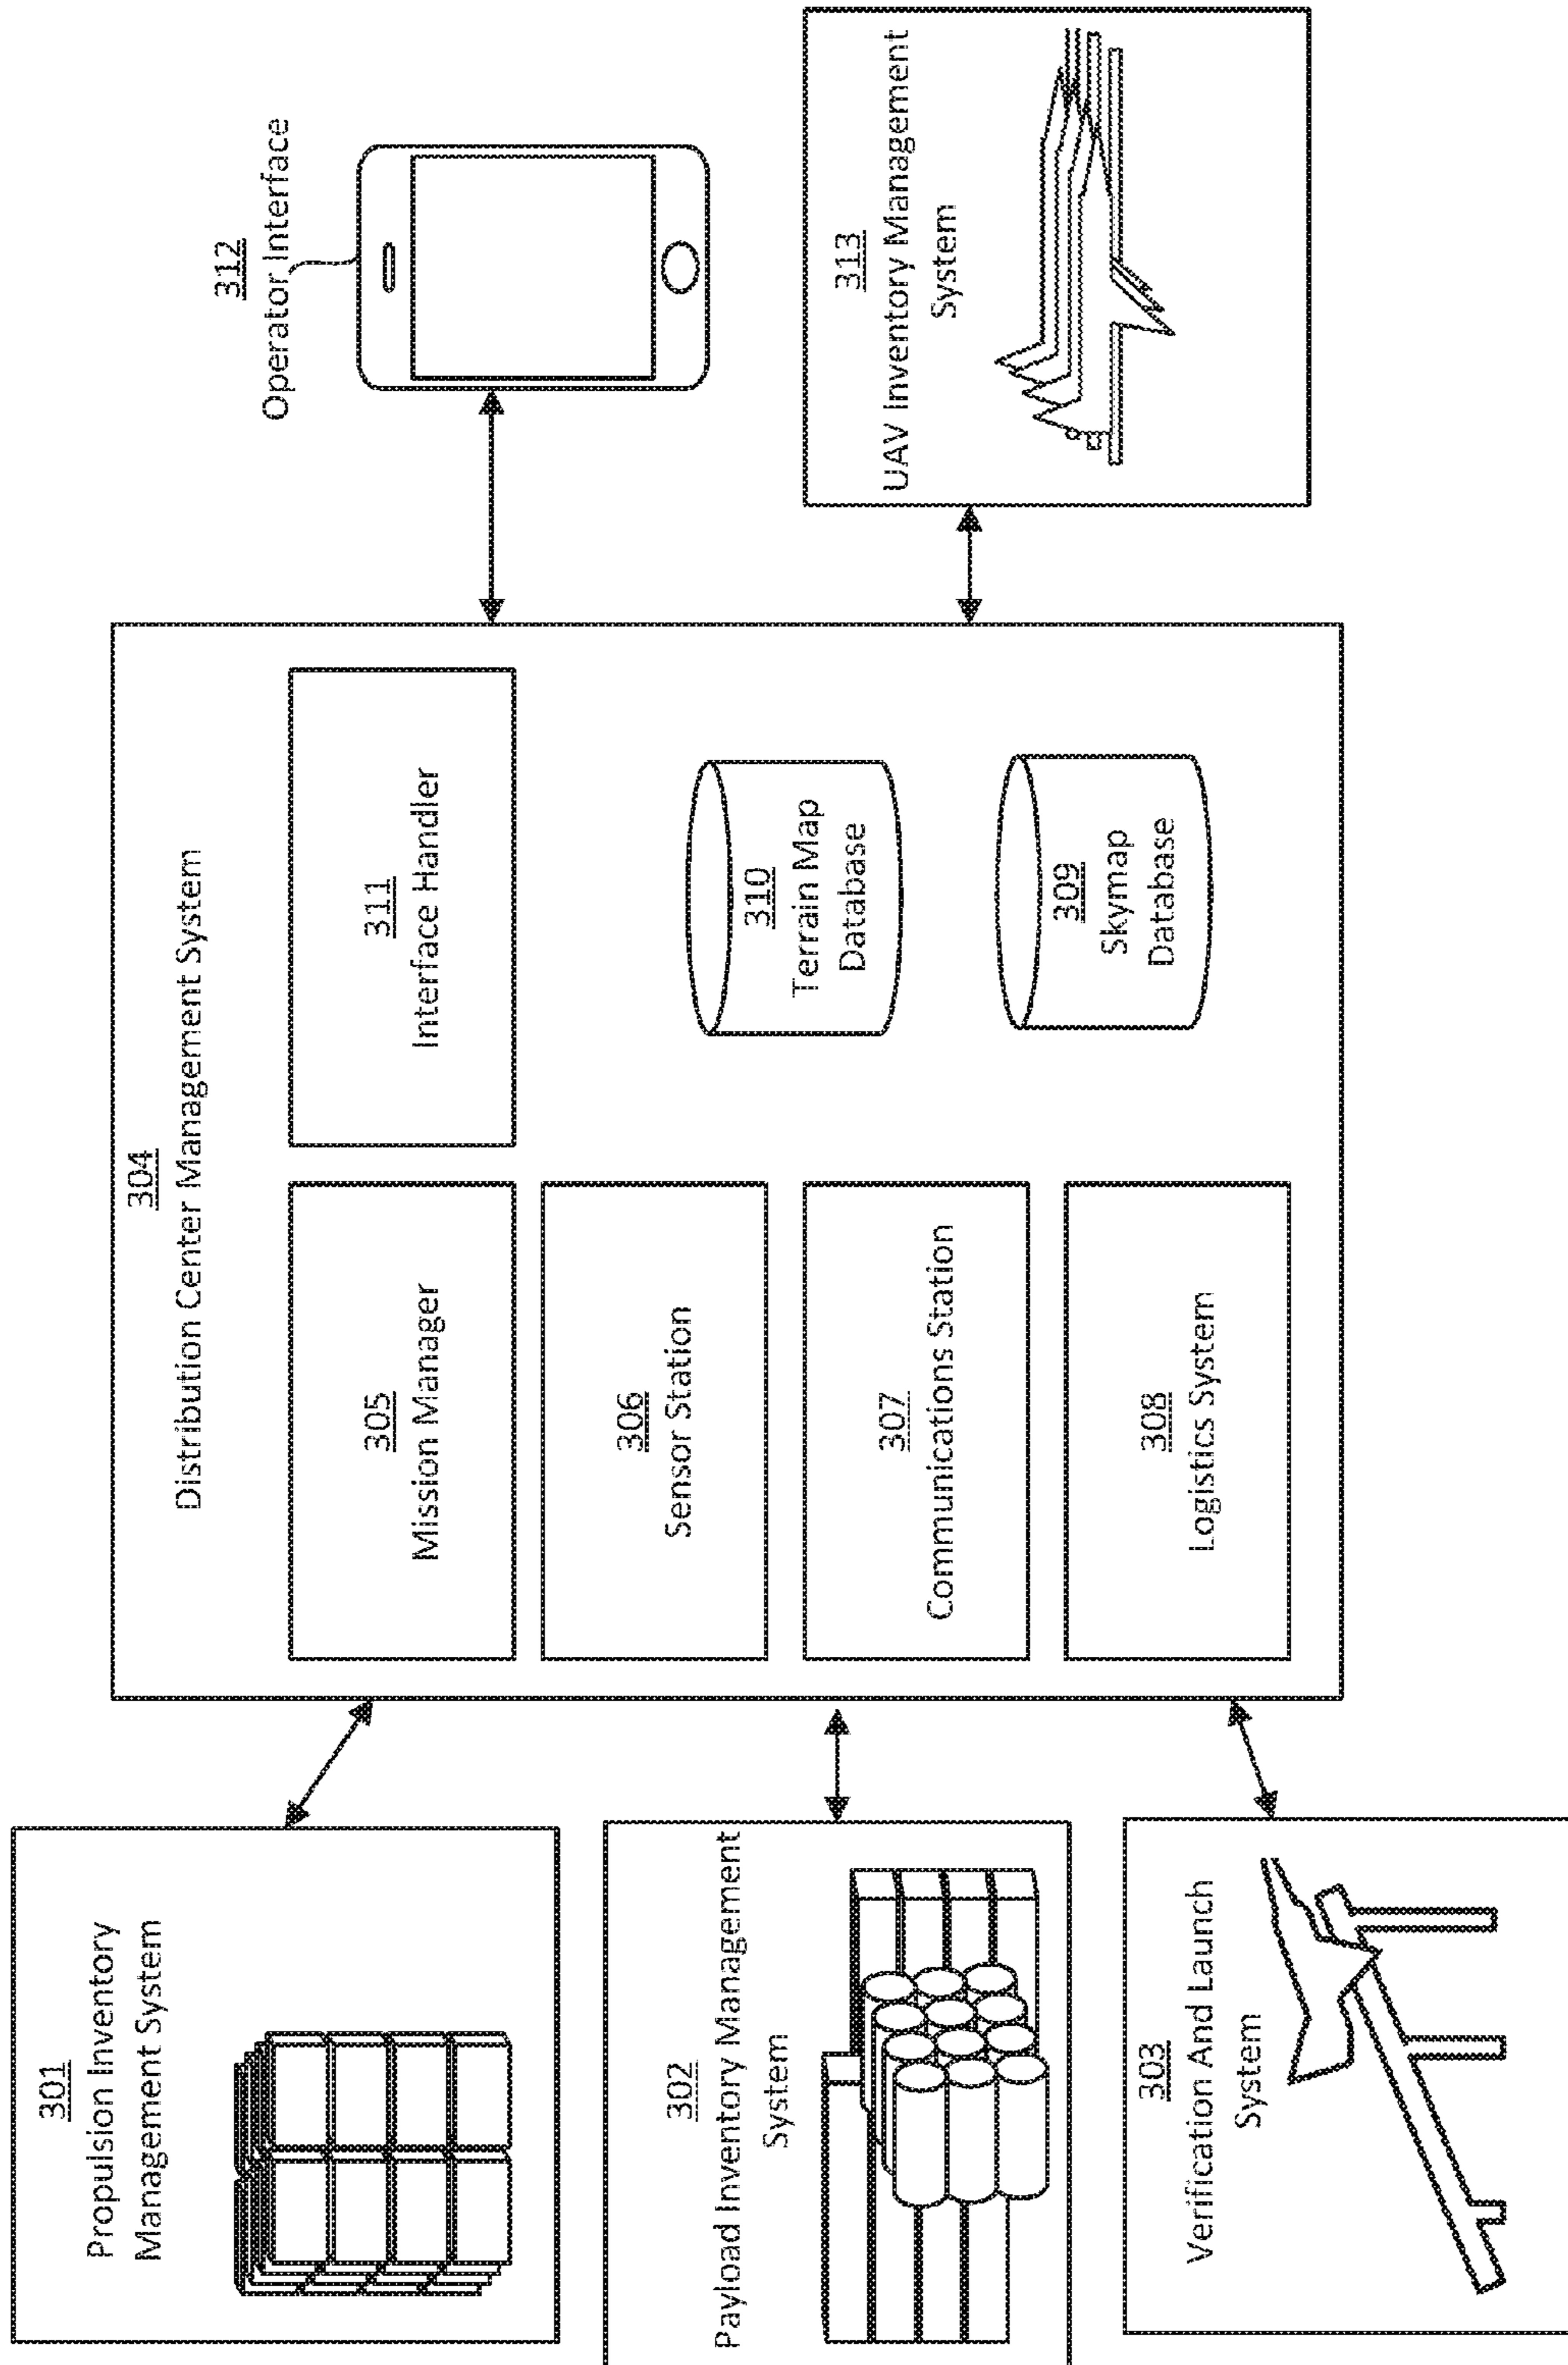 301
Propulsion Inventory
Management System
302
Payload Inventory Management
System
303
Verification And Launch
System
304
Distribution Center Management System
305
Mission Manager
306
Sensor Station
307
Communications Station
308
Logistics System
311
Interface Handler
310
Terrain Map
Database
309
Skymap
Database
312
Operator Interface
313
UAV Inventory Management
System